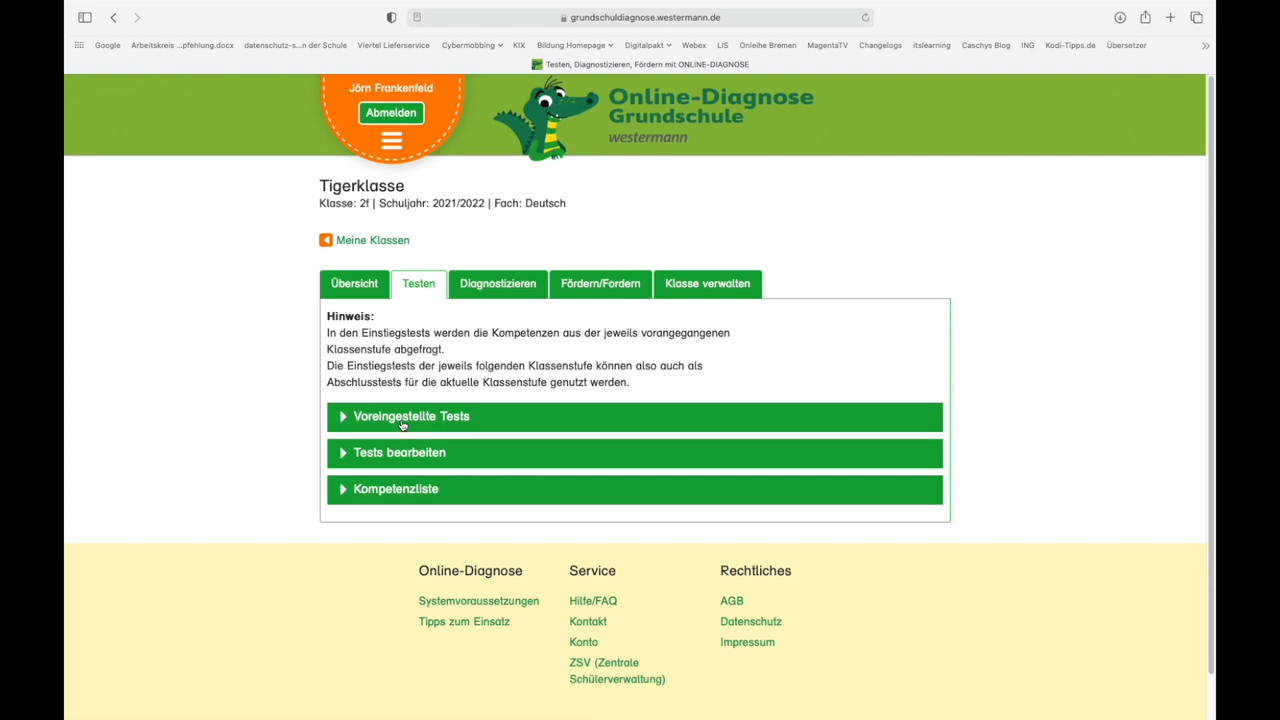 grundschuldiagnose.westermann.de
Google Arbeitskreis ...pfehlung.docx datenschutz-s...n der Schule Viertel Lieferservice Cybermobbing KIX Bildung Homepage Digitalpakt Webex LIS Onleihe Bremen MagentaTV Changelogs itslearning Caschys Blog ING Kodi-Tipps.de Übersetzer
Testen, Diagnostizieren, Fördern mit ONLINE-DIAGNOSE
Jörn Frankenfeld
Abmelden
Online-Diagnose
Grundschule
westermann
Tigerklasse
Klasse: 2f | Schuljahr: 2021/2022 | Fach: Deutsch
Meine Klassen
Übersicht Testen Diagnostizieren Fördern/Fordern Klasse verwalten
Hinweis:
In den Einstiegstests werden die Kompetenzen aus der jeweils vorangegangenen
Klassenstufe abgefragt.
Die Einstiegstests der jeweils folgenden Klassenstufe können also auch als
Abschlusstests für die aktuelle Klassenstufe genutzt werden.
Voreingestellte Tests
Tests bearbeiten
Kompetenzliste
Online-Diagnose Service Rechtliches
Systemvoraussetzungen Hilfe/FAQ AGB
Tipps zum Einsatz Kontakt Datenschutz
Konto Impressum
ZSV (Zentrale
Schülerverwaltung)